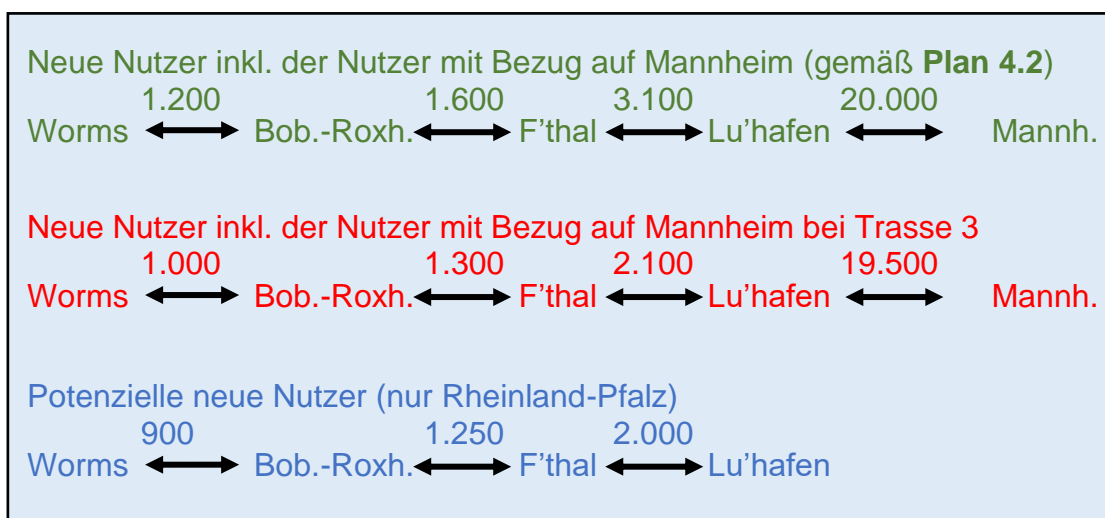 Neue Nutzer inkl. der Nutzer mit Bezug auf Mannheim (gemäß Plan 4.2)
1.200 1.600 3.100 20.000
Worms Bob.-Roxh. F’thal Lu’hafen Mannh.
Neue Nutzer inkl. der Nutzer mit Bezug auf Mannheim bei Trasse 3
1.000 1.300 2.100 19.500
Worms Bob.-Roxh. F’thal Lu’hafen Mannh.
Potenzielle neue Nutzer (nur Rheinland-Pfalz)
900 1.250 2.000
Worms Bob.-Roxh. F’thal Lu’hafen